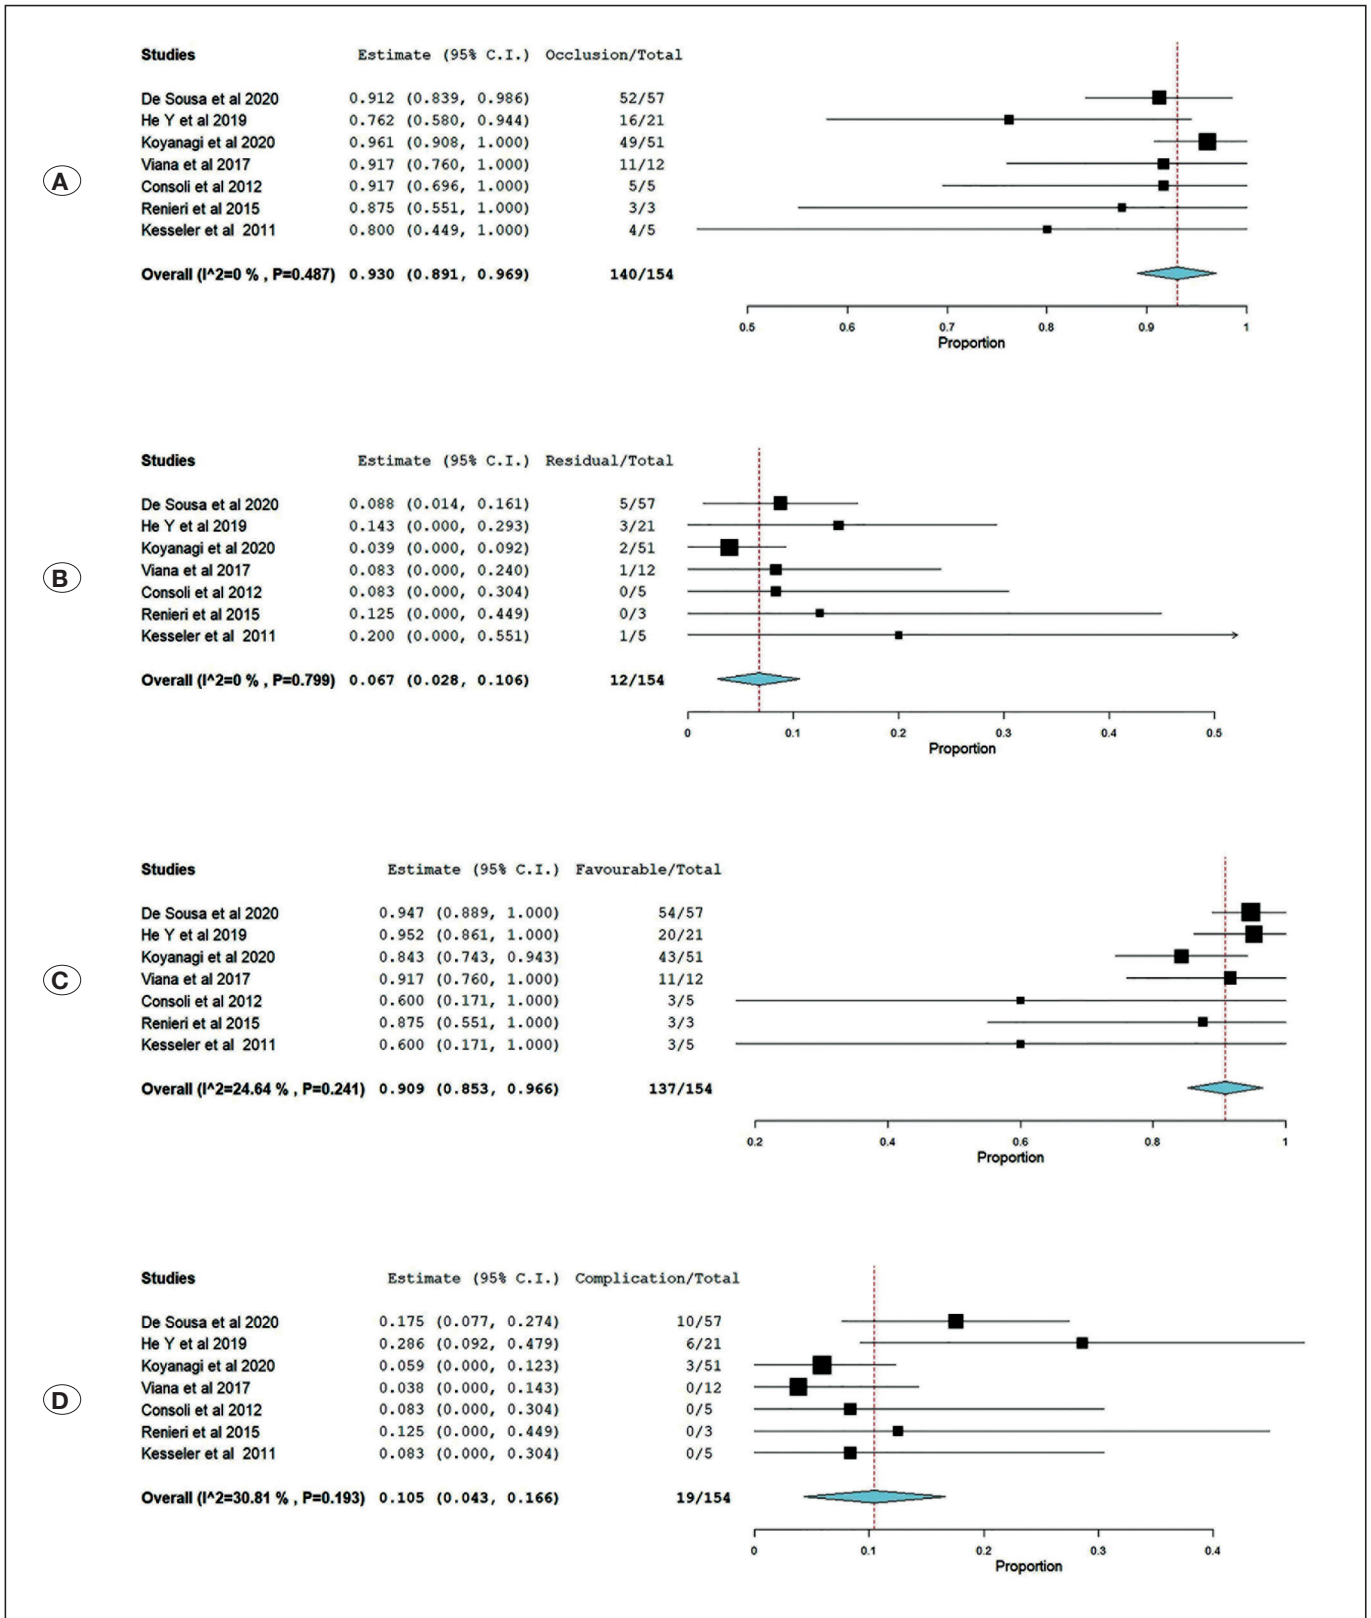 A
Studies Estimate (95% C.I.) Occlusion/Total
De Sousa et al 2020 0.912 (0.839, 0.986) 52/57
He Y et al 2019 0.762 (0.580, 0.944) 16/21
Koyanagi et al 2020 0.961 (0.908, 1.000) 49/51
Viana et al 2017 0.917 (0.760, 1.000) 11/12
Consoli et al 2012 0.917 (0.696, 1.000) 5/5
Renieri et al 2015 0.875 (0.551, 1.000) 3/3
Kesseler et al 2011 0.800 (0.449, 1.000) 4/5
Overall (I^2=0 % , P=0.487) 0.930 (0.891, 0.969) 140/154
0.5 0.6 0.7 0.8 0.9 1
Proportion
B
Studies Estimate (95% C.I.) Residual/Total
De Sousa et al 2020 0.088 (0.014, 0.161) 5/57
He Y et al 2019 0.143 (0.000, 0.293) 3/21
Koyanagi et al 2020 0.039 (0.000, 0.092) 2/51
Viana et al 2017 0.083 (0.000, 0.240) 1/12
Consoli et al 2012 0.083 (0.000, 0.304) 0/5
Renieri et al 2015 0.125 (0.000, 0.449) 0/3
Kesseler et al 2011 0.200 (0.000, 0.551) 1/5
Overall (I^2=0 % , P=0.799) 0.067 (0.028, 0.106) 12/154
0 0.1 0.2 0.3 0.4 0.5
Proportion
C
Studies Estimate (95% C.I.) Favourable/Total
De Sousa et al 2020 0.947 (0.889, 1.000) 54/57
He Y et al 2019 0.952 (0.861, 1.000) 20/21
Koyanagi et al 2020 0.843 (0.743, 0.943) 43/51
Viana et al 2017 0.917 (0.760, 1.000) 11/12
Consoli et al 2012 0.600 (0.171, 1.000) 3/5
Renieri et al 2015 0.875 (0.551, 1.000) 3/3
Kesseler et al 2011 0.600 (0.171, 1.000) 3/5
Overall (I^2=24.64 % , P=0.241) 0.909 (0.853, 0.966) 137/154
0.2 0.4 0.6 0.8 1
Proportion
D
Studies Estimate (95% C.I.) Complication/Total
De Sousa et al 2020 0.175 (0.077, 0.274) 10/57
He Y et al 2019 0.286 (0.092, 0.479) 6/21
Koyanagi et al 2020 0.059 (0.000, 0.123) 3/51
Viana et al 2017 0.038 (0.000, 0.143) 0/12
Consoli et al 2012 0.083 (0.000, 0.304) 0/5
Renieri et al 2015 0.125 (0.000, 0.449) 0/3
Kesseler et al 2011 0.083 (0.000, 0.304) 0/5
Overall (I^2=30.81 % , P=0.193) 0.105 (0.043, 0.166) 19/154
0 0.1 0.2 0.3 0.4
Proportion